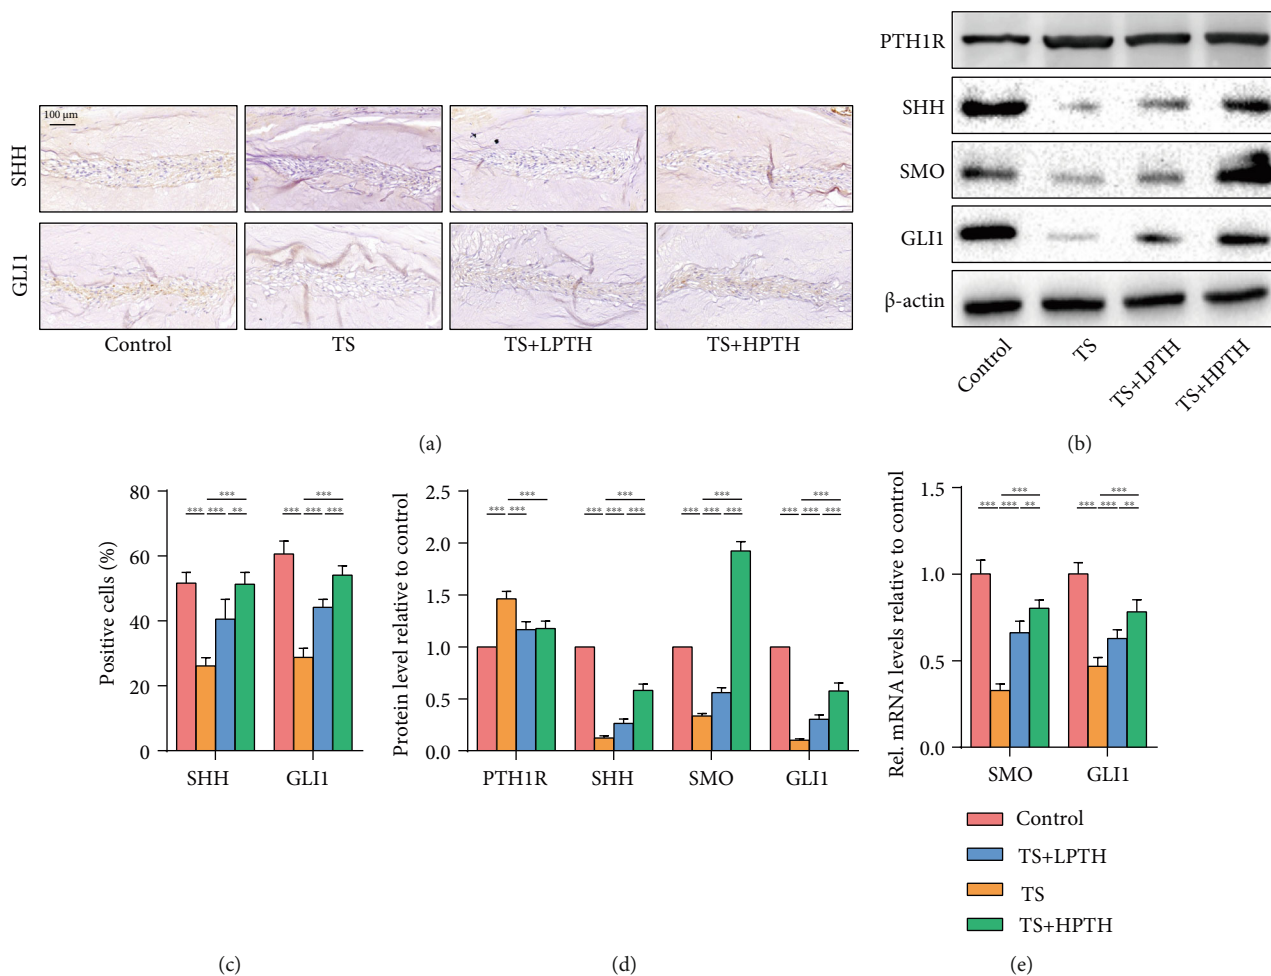 100 μm
SHH
GLI1
Control TS TS+LPTH TS+HPTH
(a)
PTH1R
SHH
SMO
GLI1
β-actin
Control TS TS+LPTH TS+HPTH
(b)
Positive cells (%)
80
60
40
20
0
*** *** *** ** *** *** *** ***
SHH GLI1
(c)
Protein level relative to control
2.5
2.0
1.5
1.0
0.5
0.0
*** *** *** *** *** *** *** *** *** *** *** *** *** *** ***
PTH1R SHH SMO GLI1
(d)
Rel. mRNA levels relative to control
1.5
1.0
0.5
0.0
*** *** *** ** *** *** *** **
SMO GLI1
Control
TS+LPTH
TS
TS+HPTH
(e)